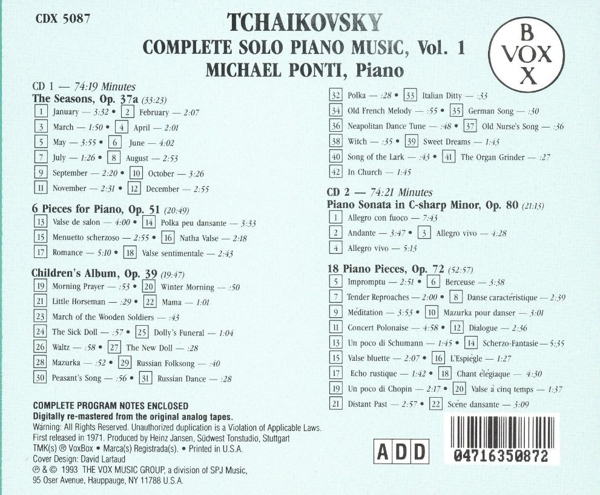 CDX 5087
TCHAIKOVSKY
COMPLETE SOLO PIANO MUSIC, Vol. 1
MICHAEL PONTI, Piano
B
VOX
X
CD 1 — 74:19 Minutes
The Seasons, Op. 37a (33:23)
1 January — 3:32 • 2 February — 2:07
3 March — 1:50 • 4 April — 2:01
5 May — 3:55 • 6 June — 4:02
7 July — 1:26 • 8 August — 2:53
9 September — 2:20 • 10 October — 3:26
11 November — 2:31 • 12 December — 2:55
6 Pieces for Piano, Op. 51 (20:49)
13 Valse de salon — 4:00 • 14 Polka peu dansante — 3:33
15 Menuetto scherzoso — 2:55 • 16 Natha Valse — 2:18
17 Romance — 5:10 • 18 Valse sentimentale — 2:43
Children's Album, Op. 39 (19:47)
19 Morning Prayer — :53 • 20 Winter Morning — :50
21 Little Horseman — :29 • 22 Mama — 1:01
23 March of the Wooden Soldiers — :43
24 The Sick Doll — :57 • 25 Dolly's Funeral — 1:04
26 Waltz — :58 • 27 The New Doll — :28
28 Mazurka — :52 • 29 Russian Folksong — :40
30 Peasant's Song — :56 • 31 Russian Dance — :28
32 Polka — :28 • 33 Italian Ditty — :33
34 Old French Melody — :55 • 35 German Song — :30
36 Neapolitan Dance Tune — :48 • 37 Old Nurse's Song — :36
38 Witch — :35 • 39 Sweet Dreams — 1:43
40 Song of the Lark — :43 • 41 The Organ Grinder — :27
42 In Church — 1:45
CD 2 — 74:21 Minutes
Piano Sonata in C-sharp Minor, Op. 80 (21:13)
1 Allegro con fuoco — 7:43
2 Andante — 3:47 • 3 Allegro vivo — 4:28
4 Allegro vivo — 5:13
18 Piano Pieces, Op. 72 (52:57)
5 Impromptu — 2:51 • 6 Berceuse — 3:38
7 Tender Reproaches — 2:00 • 8 Danse caractéristique — 2:39
9 Méditation — 3:53 • 10 Mazurka pour danser — 3:01
11 Concert Polonaise — 4:58 • 12 Dialogue — 2:36
13 Un poco di Schumann — 1:45 • 14 Scherzo-Fantaisie — 5:35
15 Valse bluette — 2:07 • 16 L'Espiègle — 1:27
17 Echo rustique — 1:42 • 18 Chant élégiaque — 4:30
19 Un poco di Chopin — 2:17 • 20 Valse à cinq temps — 1:37
21 Distant Past — 2:57 • 22 Scène dansante — 3:09
COMPLETE PROGRAM NOTES ENCLOSED
Digitally re-mastered from the original analog tapes.
Warning: All Rights Reserved. Unauthorized duplication is a Violation of Applicable Laws.
First released in 1971. Produced by Heinz Jansen, Südwest Tonstudio, Stuttgart
TMK(s) ® VoxBox • Marca(s) Registrada(s). • Printed in U.S.A.
Cover Design: David Lartaud
℗ & © 1993 THE VOX MUSIC GROUP, a division of SPJ Music,
95 Oser Avenue, Hauppauge, NY 11788 U.S.A.
ADD
04716350872